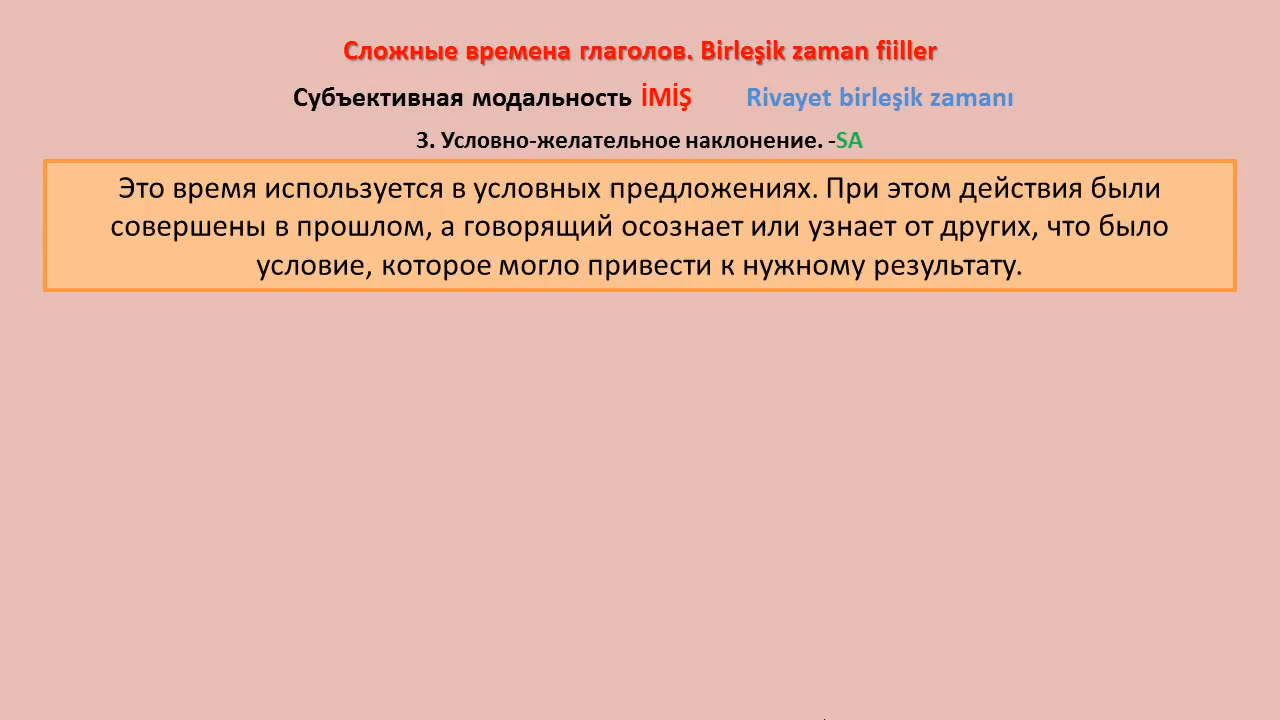 Сложные времена глаголов. Birleşik zaman fiiller
Субъективная модальность İMİŞ Rivayet birleşik zamanı
3. Условно-желательное наклонение. -SA
Это время используется в условных предложениях. При этом действия были
совершены в прошлом, а говорящий осознает или узнает от других, что было
условие, которое могло привести к нужному результату.